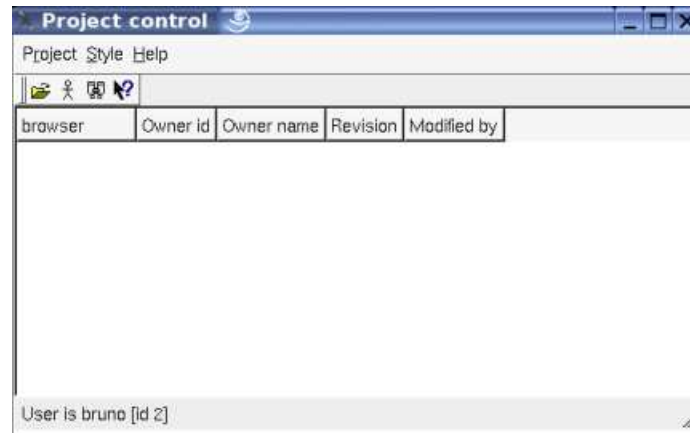 Project control
Project Style Help
browser Owner id Owner name Revision Modified by
User is bruno [id 2]